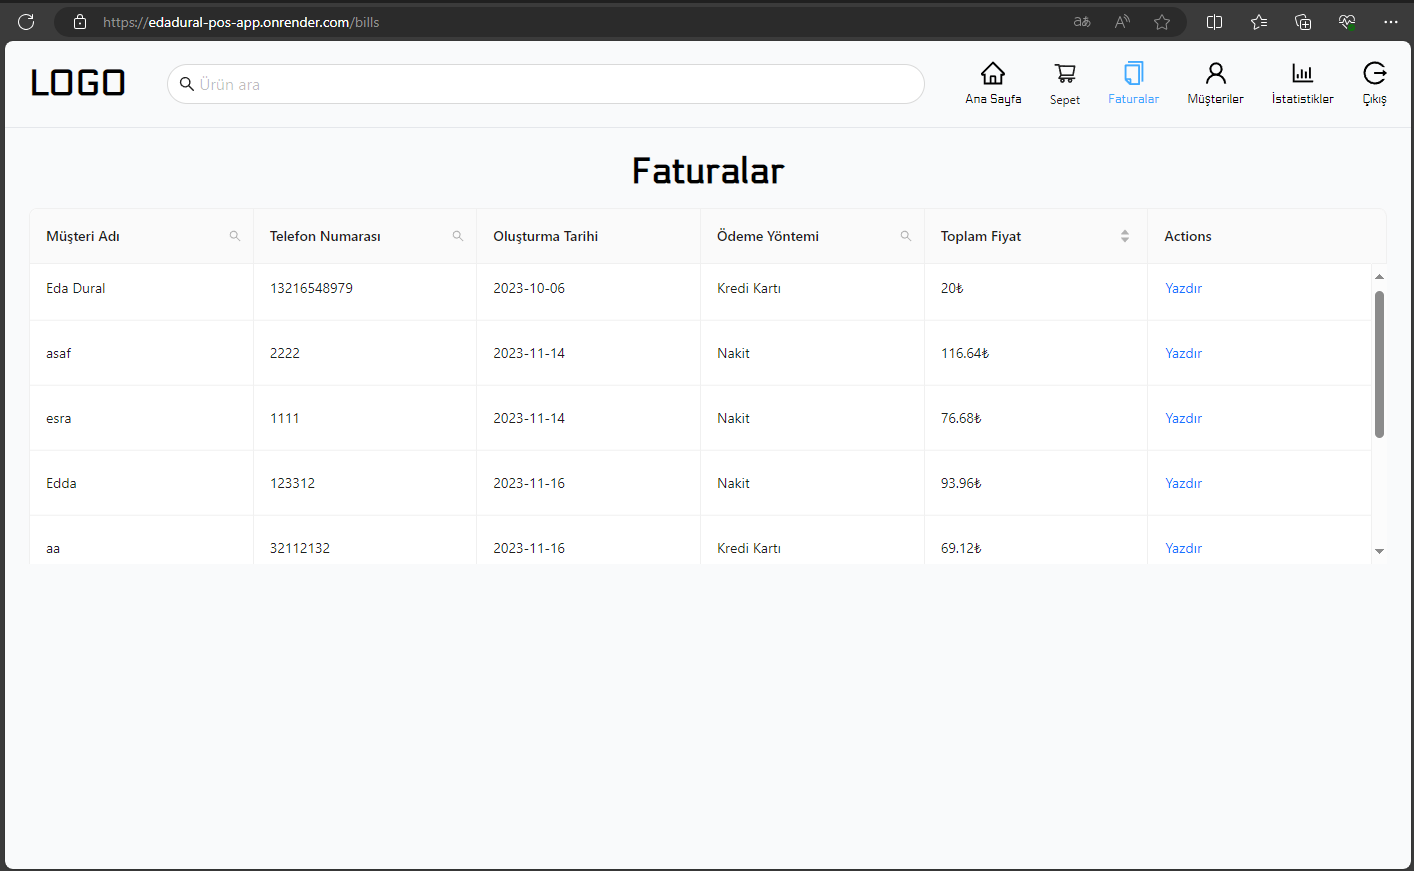 https://edadural-pos-app.onrender.com/bills
LOGO
Ürün ara
Ana Sayfa
Sepet
Faturalar
Müşteriler
İstatistikler
Çıkış
Faturalar
Müşteri Adı Telefon Numarası Oluşturma Tarihi Ödeme Yöntemi Toplam Fiyat Actions
Eda Dural 13216548979 2023-10-06 Kredi Kartı 20₺ Yazdır
asaf 2222 2023-11-14 Nakit 116.64₺ Yazdır
esra 1111 2023-11-14 Nakit 76.68₺ Yazdır
Edda 123312 2023-11-16 Nakit 93.96₺ Yazdır
aa 32112132 2023-11-16 Kredi Kartı 69.12₺ Yazdır